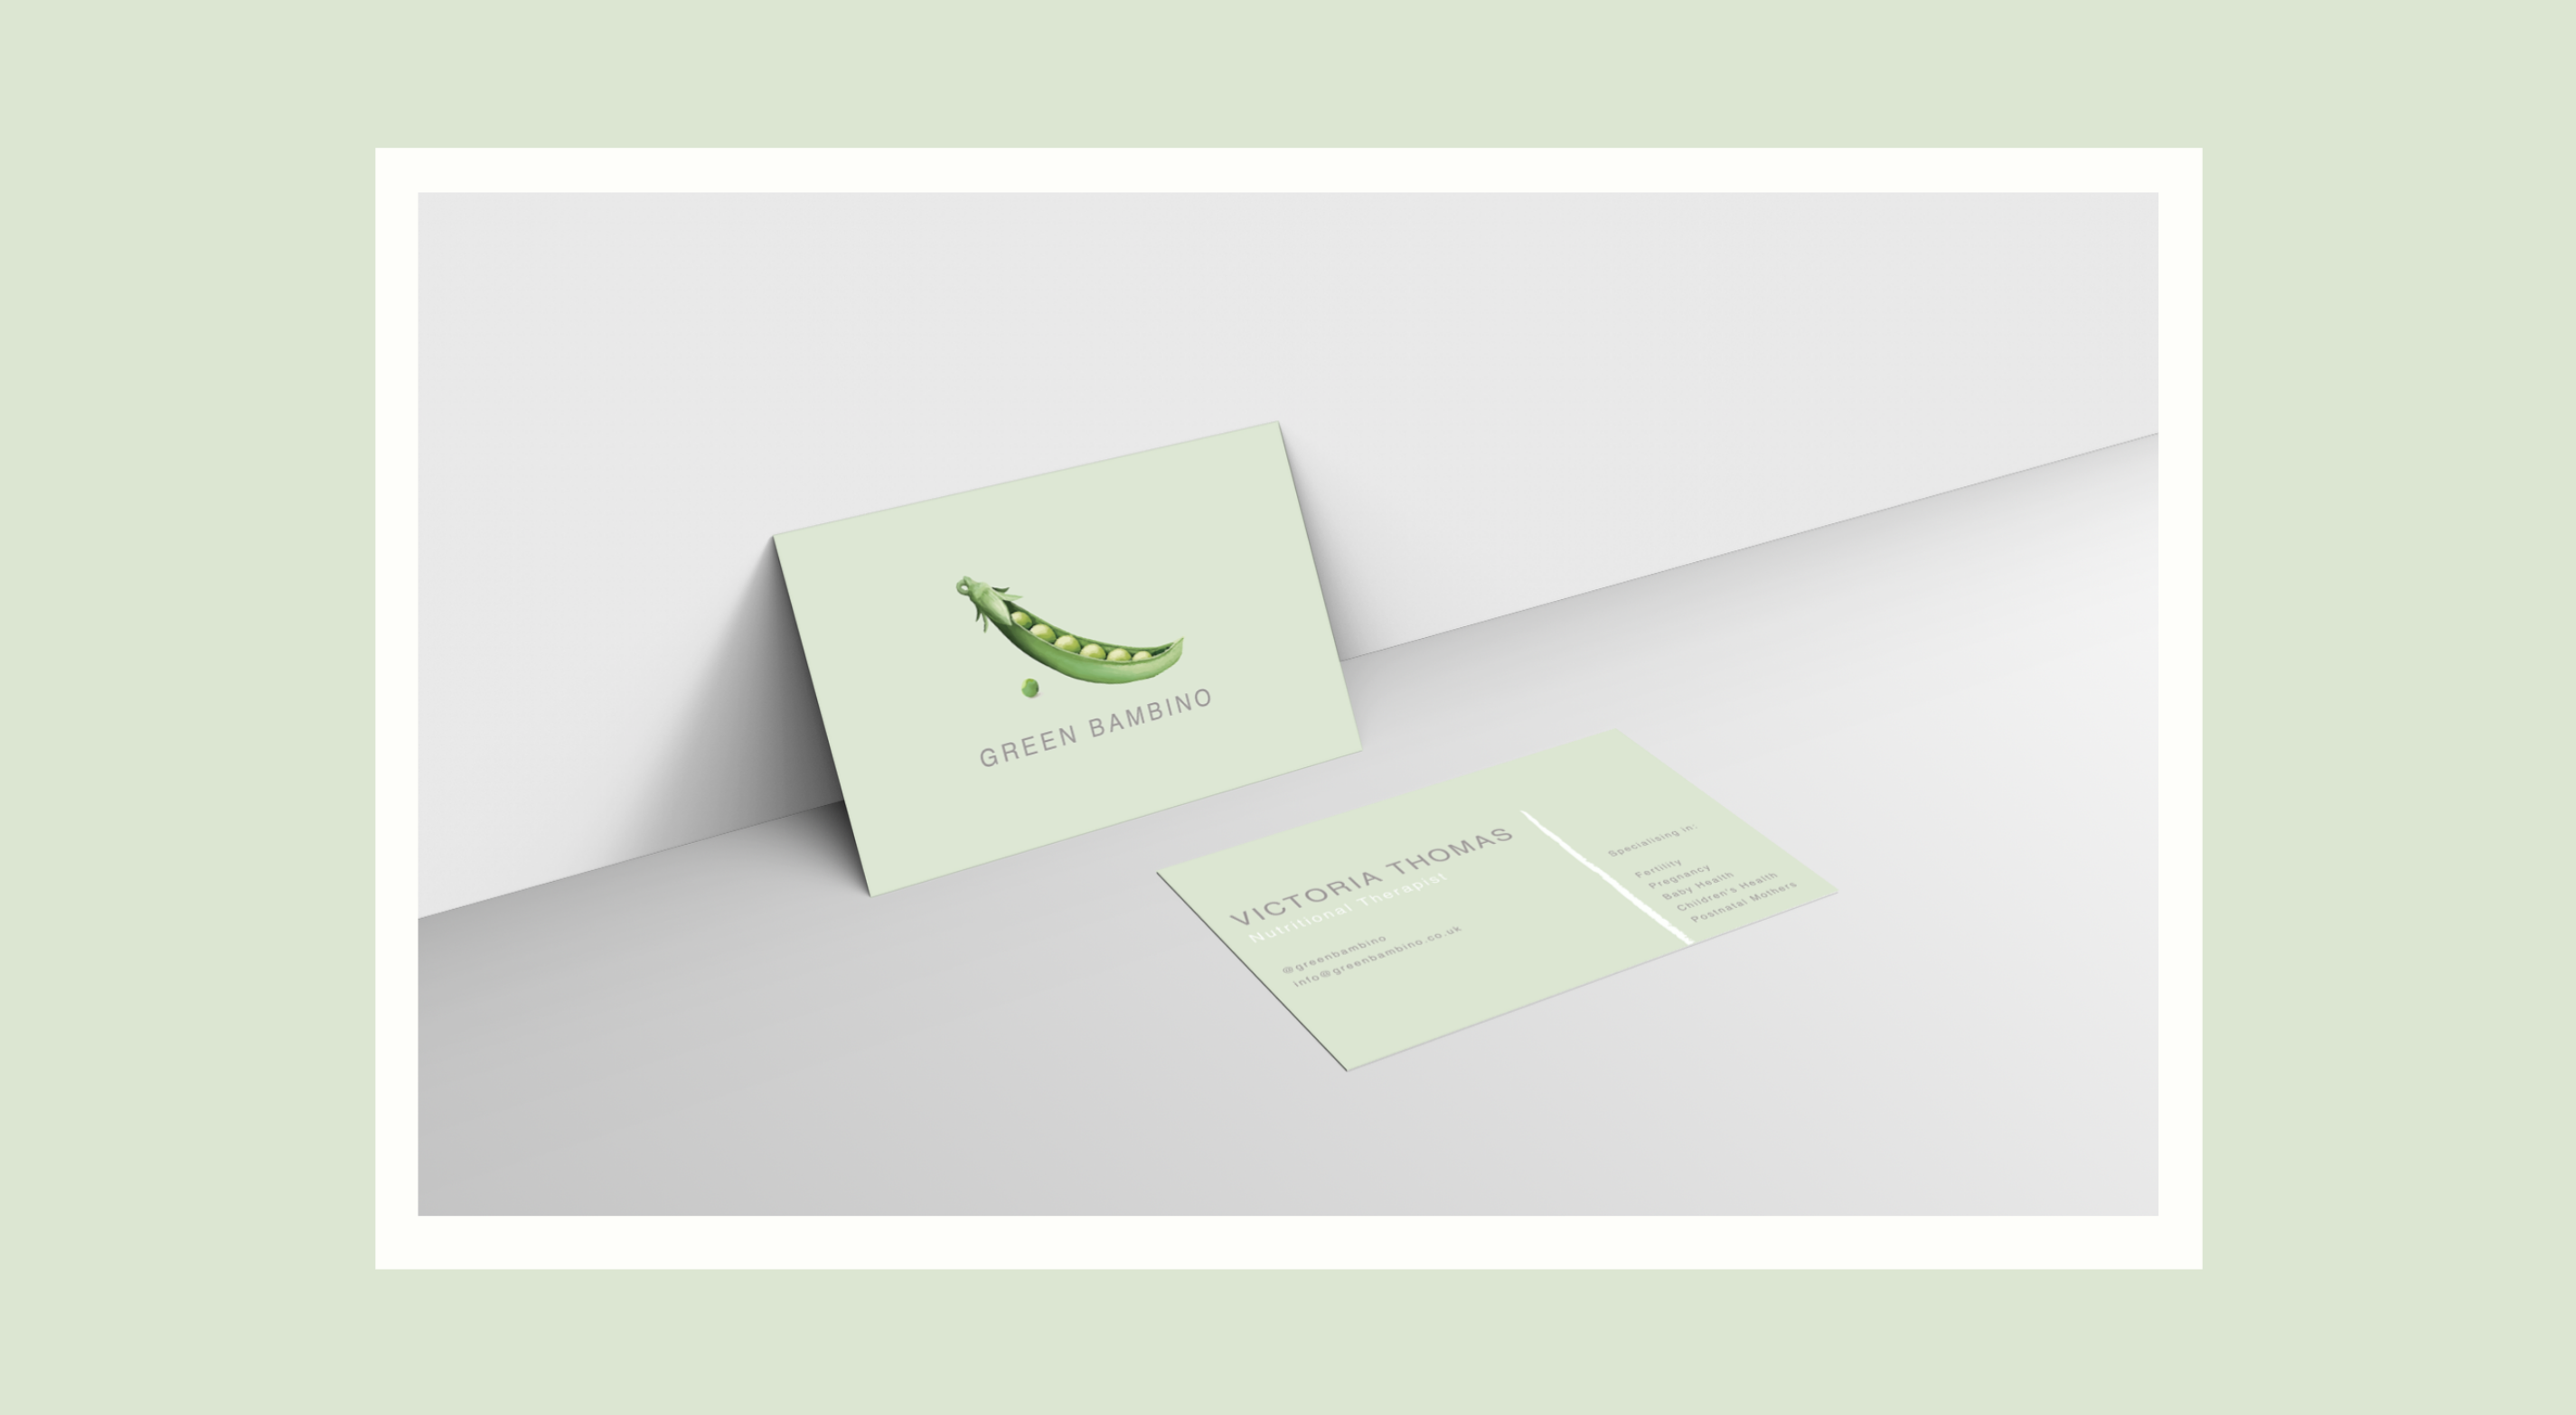 GREEN BAMBINO
VICTORIA THOMAS
Nutritional Therapist
@greenbambino
info@greenbambino.co.uk
Specialising in:
Fertility
Pregnancy
Baby Health
Children's Health
Postnatal Mothers